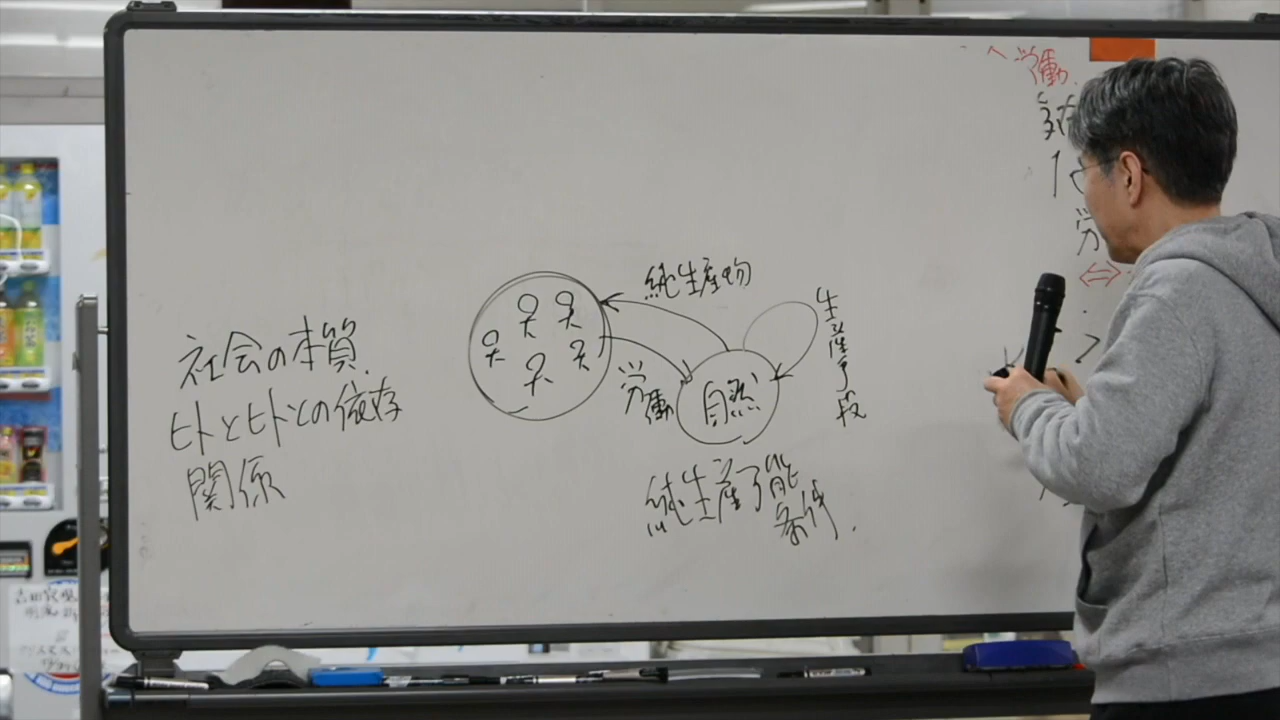 社会の本質.
ヒトとヒトとの依存
関係
純生産物
労働
自然
生産手段
純生産可能
条件.
労働.
労